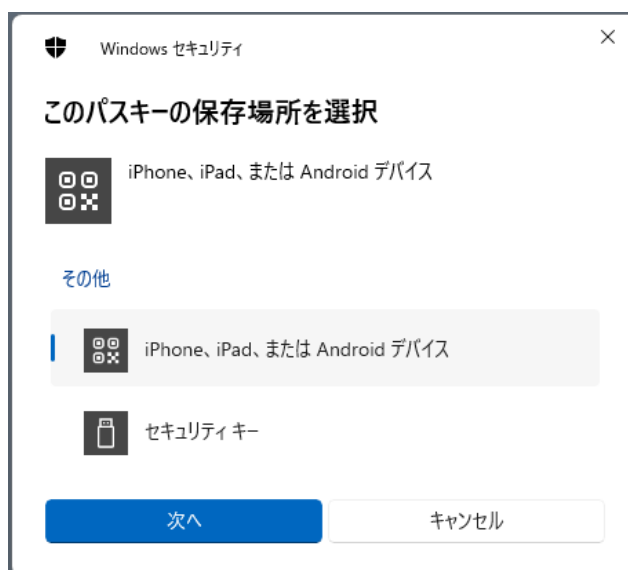 Windows セキュリティ
このパスキーの保存場所を選択
iPhone、iPad、または Android デバイス
その他
iPhone、iPad、または Android デバイス
セキュリティ キー
次へ
キャンセル